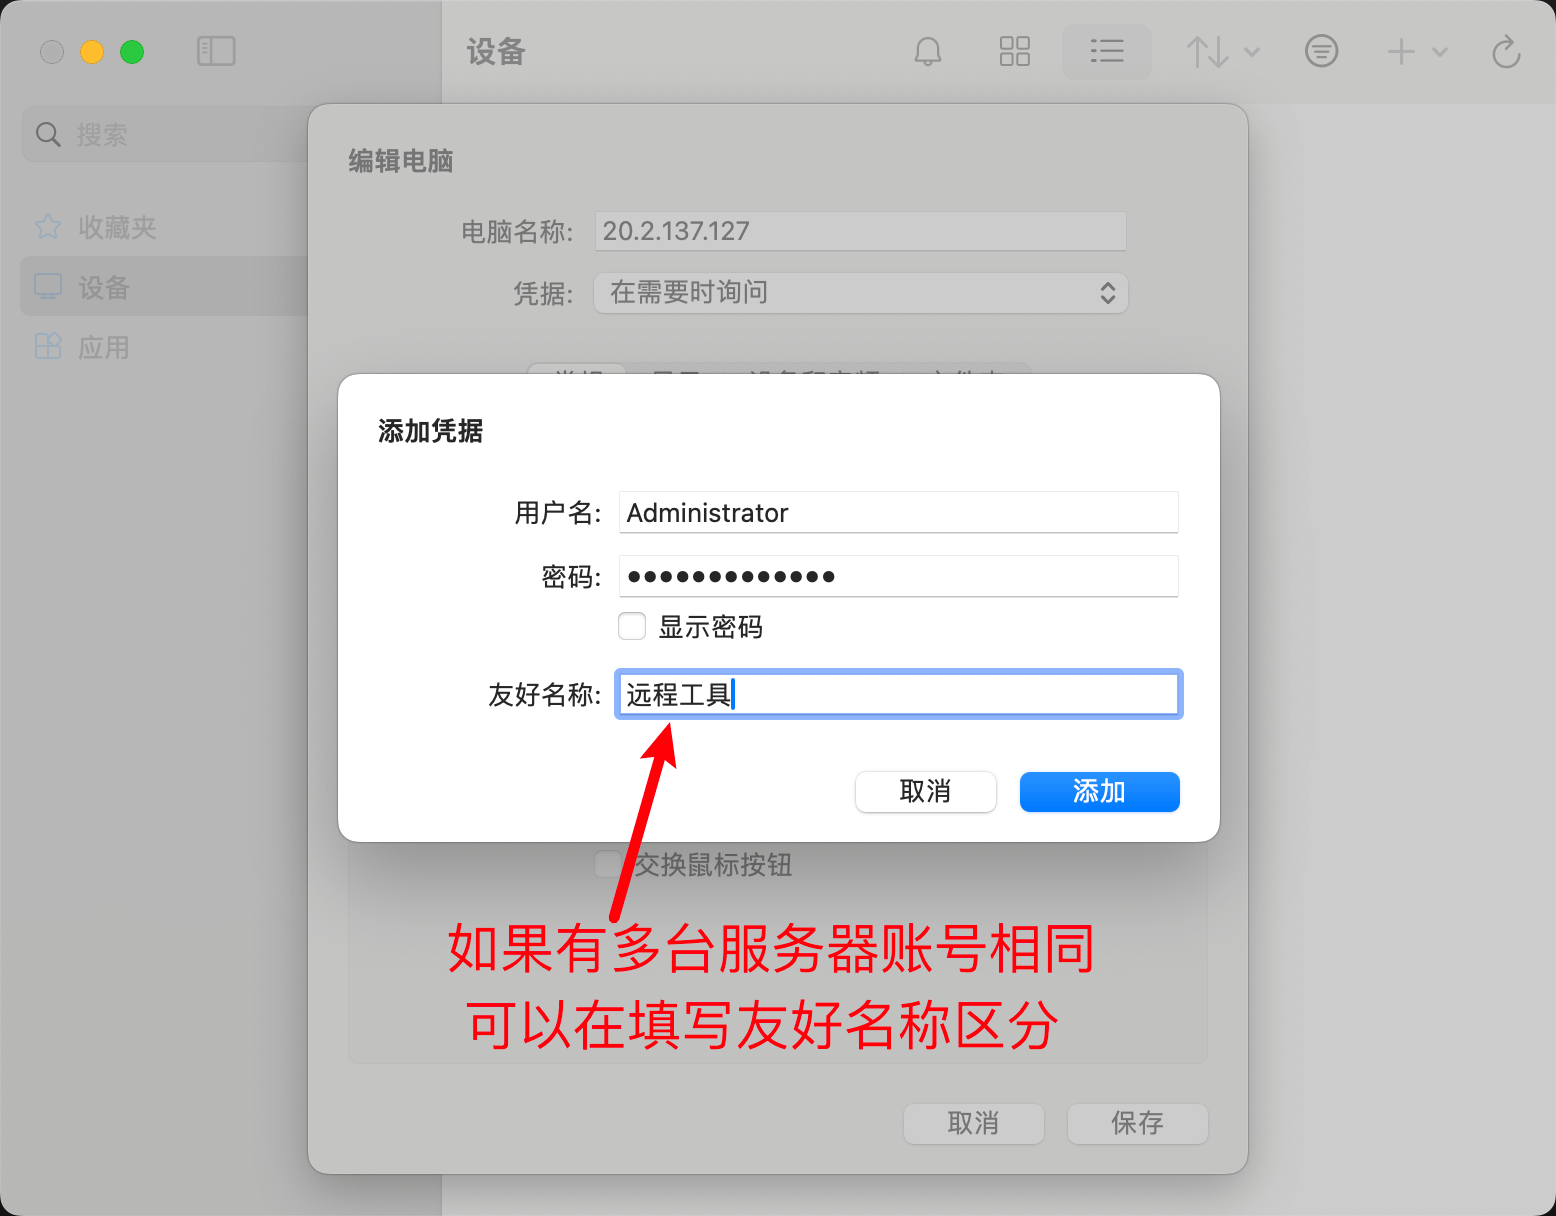 设备
搜索
收藏夹
设备
应用
编辑电脑
电脑名称:
20.2.137.127
凭据:
在需要时询问
添加凭据
用户名:
Administrator
密码:
●●●●●●●●●●●●●
显示密码
友好名称:
远程工具
取消
添加
交换鼠标按钮
如果有多台服务器账号相同
可以在填写友好名称区分
取消
保存